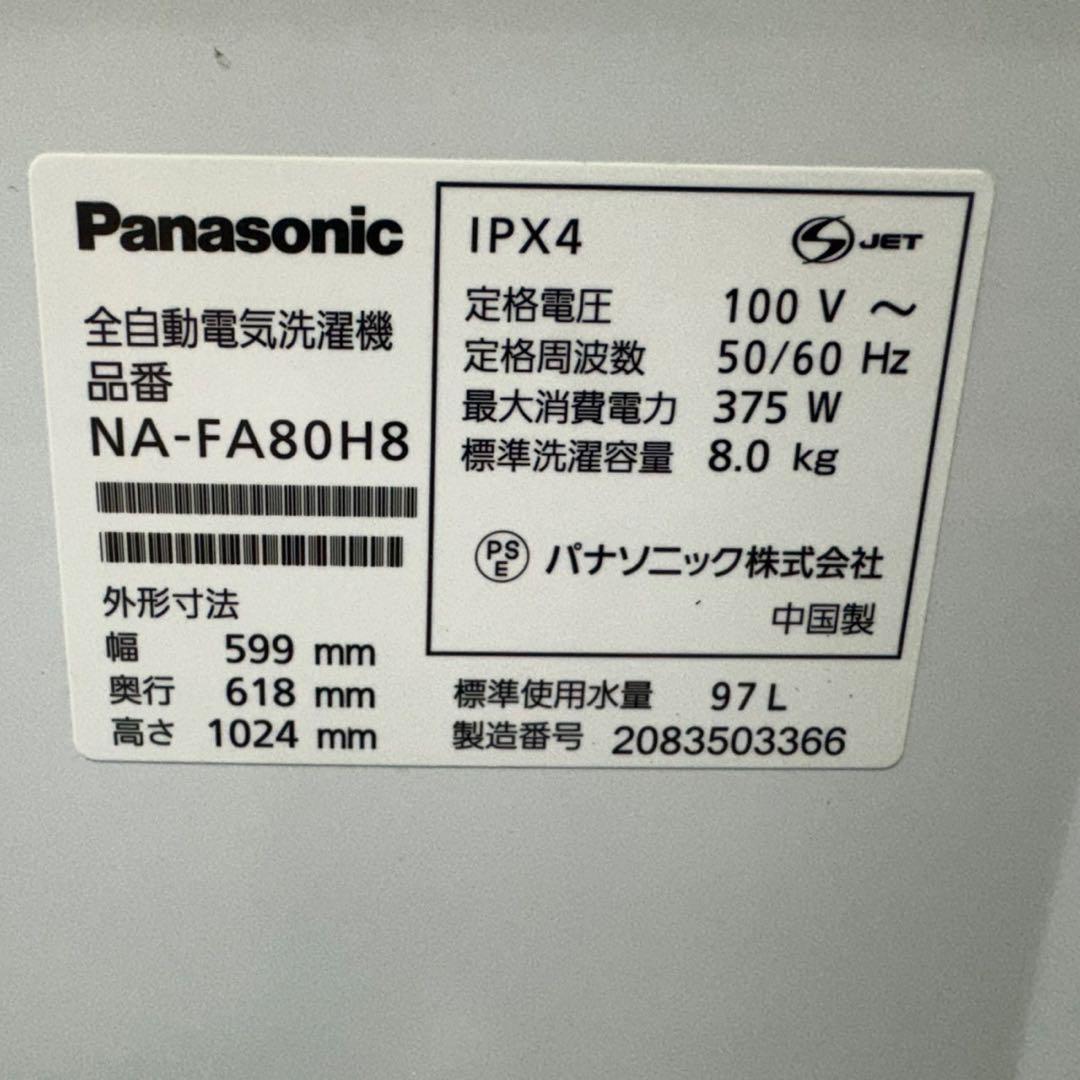 Panasonic
全自動電気洗濯機
品番
NA-FA80H8
外形寸法
幅 599 mm
奥行 618 mm
高さ 1024 mm
IPX4
S JET
定格電圧 100 V ～
定格周波数 50/60 Hz
最大消費電力 375 W
標準洗濯容量 8.0 kg
PS E パナソニック株式会社
中国製
標準使用水量 97 L
製造番号 2083503366